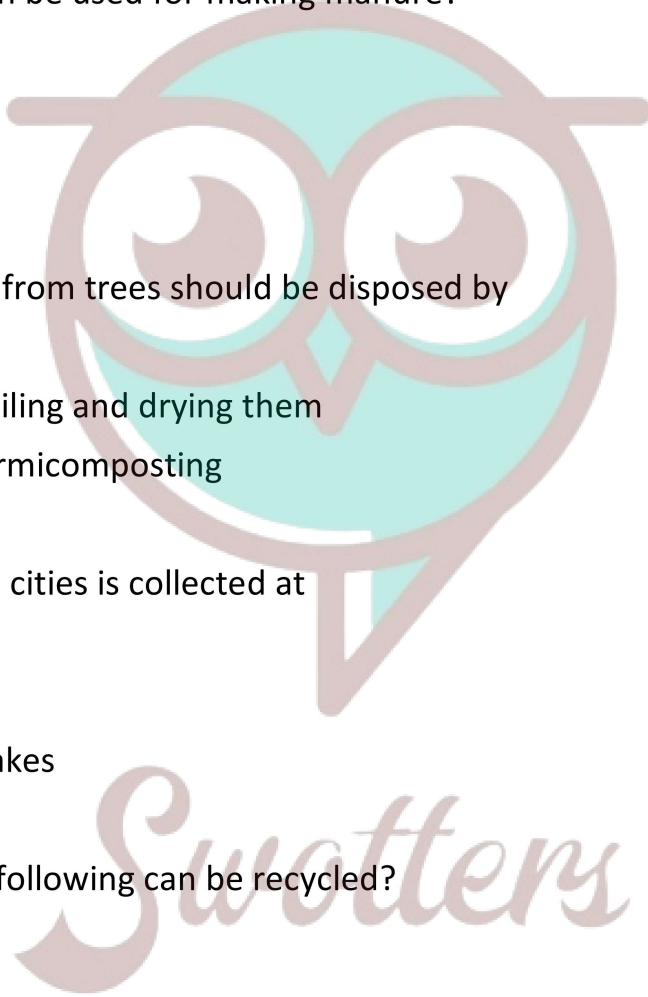 be used for making manure?
from trees should be disposed by
iling and drying them
rmicomposting
cities is collected at
akes
following can be recycled?
Swotters